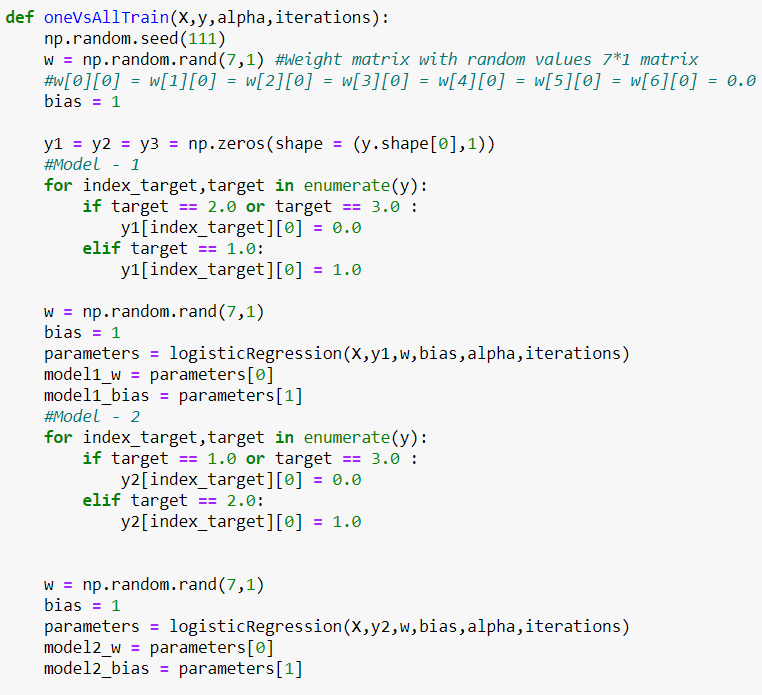 def oneVsAllTrain(X,y,alpha,iterations):
    np.random.seed(111)
    w = np.random.rand(7,1) #Weight matrix with random values 7*1 matrix
    #w[0][0] = w[1][0] = w[2][0] = w[3][0] = w[4][0] = w[5][0] = w[6][0] = 0.0
    bias = 1

    y1 = y2 = y3 = np.zeros(shape = (y.shape[0],1))
    #Model - 1
    for index_target,target in enumerate(y):
        if target == 2.0 or target == 3.0 :
            y1[index_target][0] = 0.0
        elif target == 1.0:
            y1[index_target][0] = 1.0

    w = np.random.rand(7,1)
    bias = 1
    parameters = logisticRegression(X,y1,w,bias,alpha,iterations)
    model1_w = parameters[0]
    model1_bias = parameters[1]
    #Model - 2
    for index_target,target in enumerate(y):
        if target == 1.0 or target == 3.0 :
            y2[index_target][0] = 0.0
        elif target == 2.0:
            y2[index_target][0] = 1.0


    w = np.random.rand(7,1)
    bias = 1
    parameters = logisticRegression(X,y2,w,bias,alpha,iterations)
    model2_w = parameters[0]
    model2_bias = parameters[1]